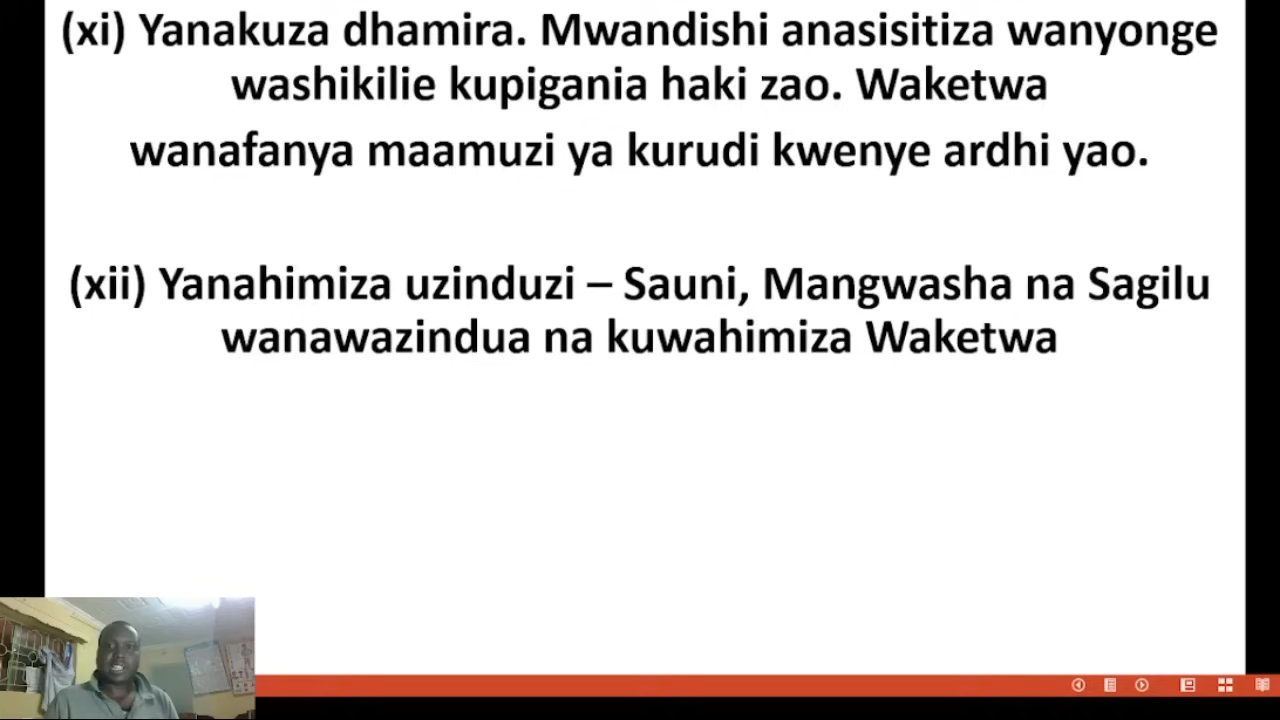 (xi) Yanakuza dhamira. Mwandishi anasisitiza wanyonge
washikilie kupigania haki zao. Waketwa
wanafanya maamuzi ya kurudi kwenye ardhi yao.
(xii) Yanahimiza uzinduzi – Sauni, Mangwasha na Sagilu
wanawazindua na kuwahimiza Waketwa